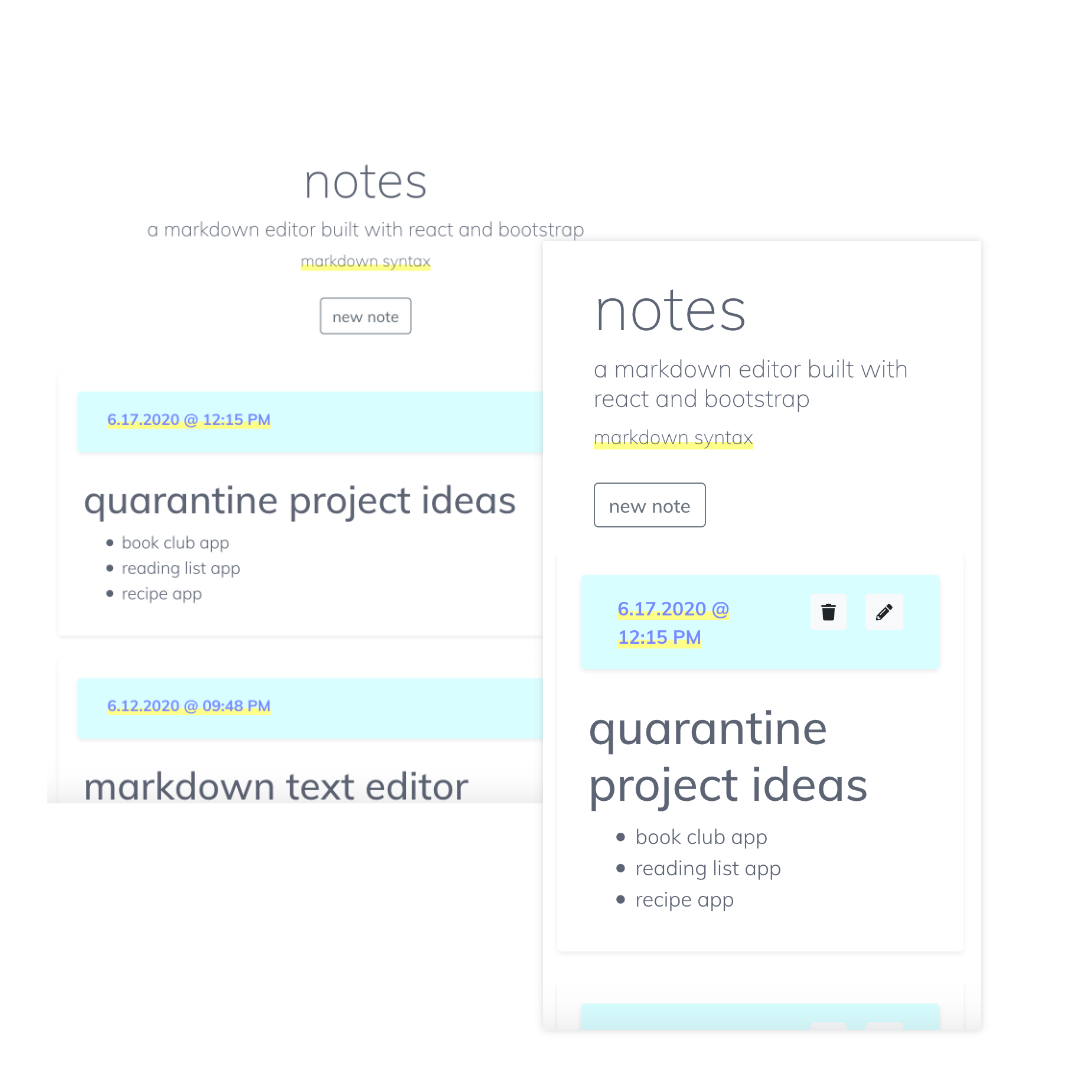 notes
a markdown editor built with react and bootstrap
markdown syntax
new note
6.17.2020 @ 12:15 PM
quarantine project ideas
book club app
reading list app
recipe app
6.12.2020 @ 09:48 PM
markdown text editor
notes
a markdown editor built with
react and bootstrap
markdown syntax
new note
6.17.2020 @
12:15 PM
quarantine
project ideas
book club app
reading list app
recipe app